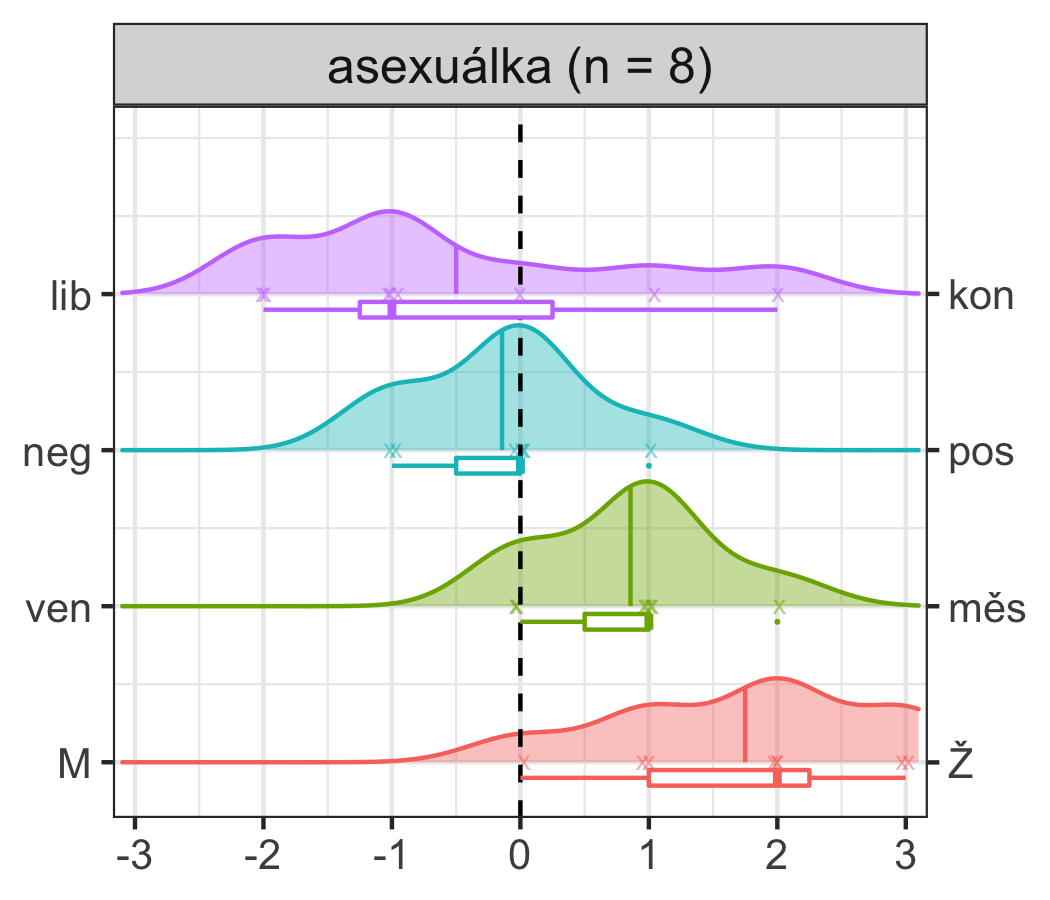 asexuálka (n = 8)
lib kon
neg pos
ven měs
M Ž
-3 -2 -1 0 1 2 3